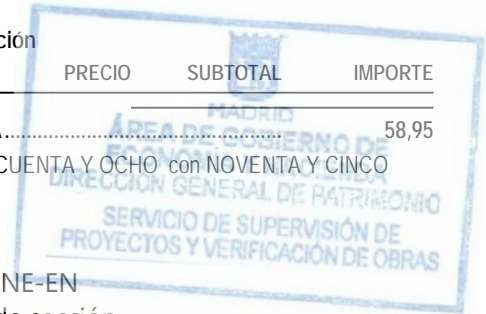 ción
PRECIO SUBTOTAL IMPORTE
MADRID
A.................................................................... 58,95
ÁREA DE GOBIERNO DE
CUENTA Y OCHO con NOVENTA Y CINCO
DIRECCIÓN GENERAL DE PATRIMONIO
SERVICIO DE SUPERVISIÓN DE
PROYECTOS Y VERIFICACIÓN DE OBRAS
NE-EN